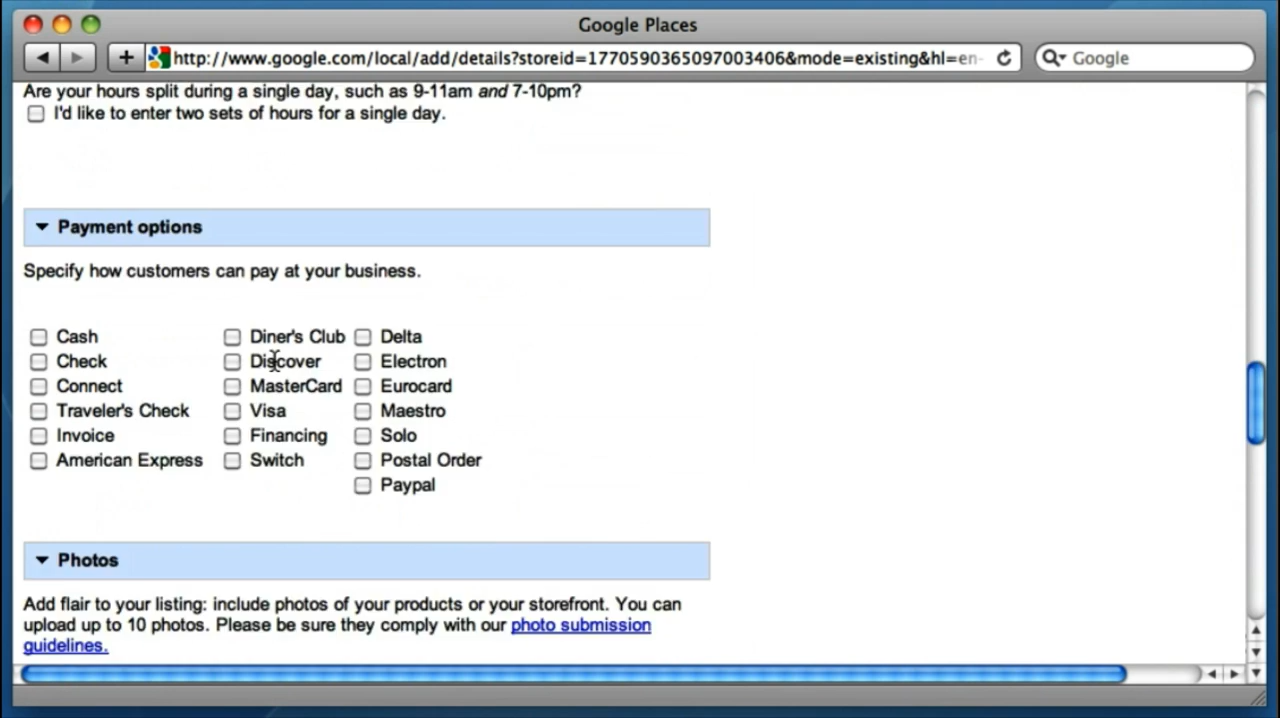 Google Places
http://www.google.com/local/add/details?storeid=1770590365097003406&mode=existing&hl=en-
Google
Are your hours split during a single day, such as 9-11am and 7-10pm?
I'd like to enter two sets of hours for a single day.
Payment options
Specify how customers can pay at your business.
Cash Diner's Club Delta
Check Discover Electron
Connect MasterCard Eurocard
Traveler's Check Visa Maestro
Invoice Financing Solo
American Express Switch Postal Order
Paypal
Photos
Add flair to your listing: include photos of your products or your storefront. You can
upload up to 10 photos. Please be sure they comply with our photo submission
guidelines.